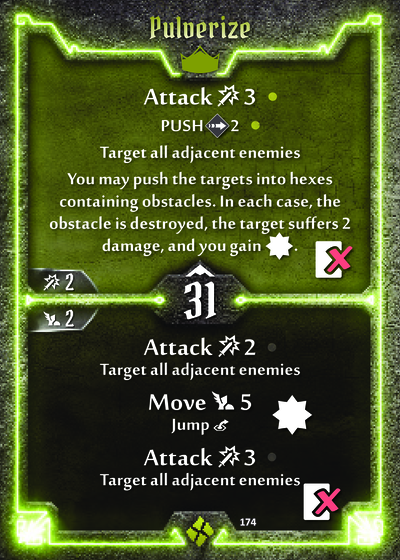 Pulverize
Attack 3
PUSH 2
Target all adjacent enemies
You may push the targets into hexes
containing obstacles. In each case, the
obstacle is destroyed, the target suffers 2
damage, and you gain .
2
31
2
Attack 2
Target all adjacent enemies
Move 5
Jump
Attack 3
Target all adjacent enemies
174